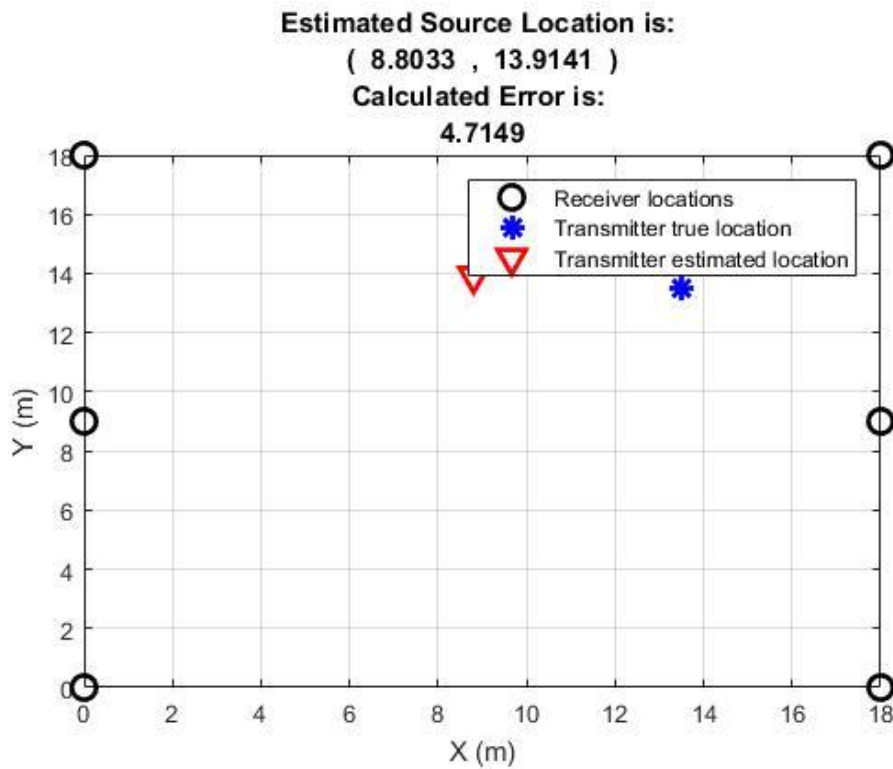 Estimated Source Location is:
( 8.8033 , 13.9141 )
Calculated Error is:
4.7149
18
16
14
12
10
8
6
4
2
0
Y (m)
Receiver locations
Transmitter true location
Transmitter estimated location
0 2 4 6 8 10 12 14 16 18
X (m)